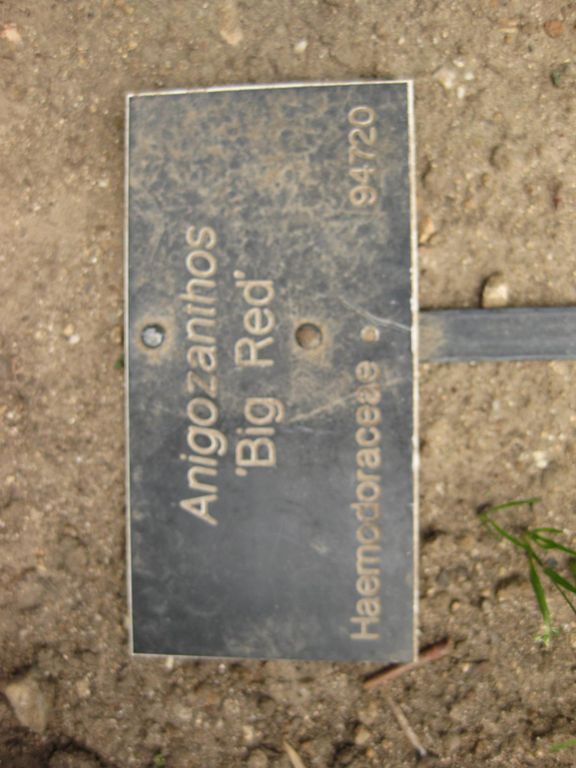 Anigozanthos
'Big Red'
Haemodoraceae 94720